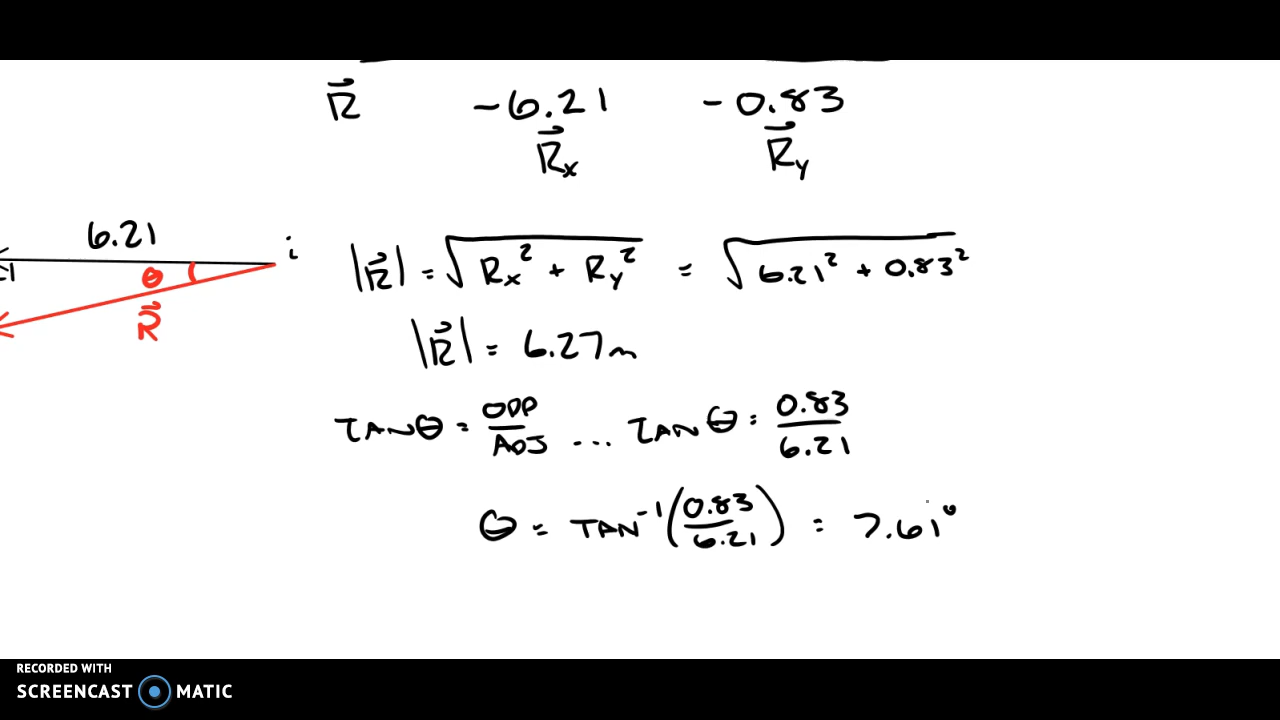 R⃗ -6.21 -0.83
R⃗x R⃗y
6.21 i
θ
R⃗
|R⃗| = √(Rx² + Ry²) = √(6.21² + 0.83²)
|R⃗| = 6.27m
TANθ = OPP/ADJ ... TANθ = 0.83/6.21
θ = TAN⁻¹(0.83/6.21) = 7.61°
RECORDED WITH
SCREENCAST MATIC